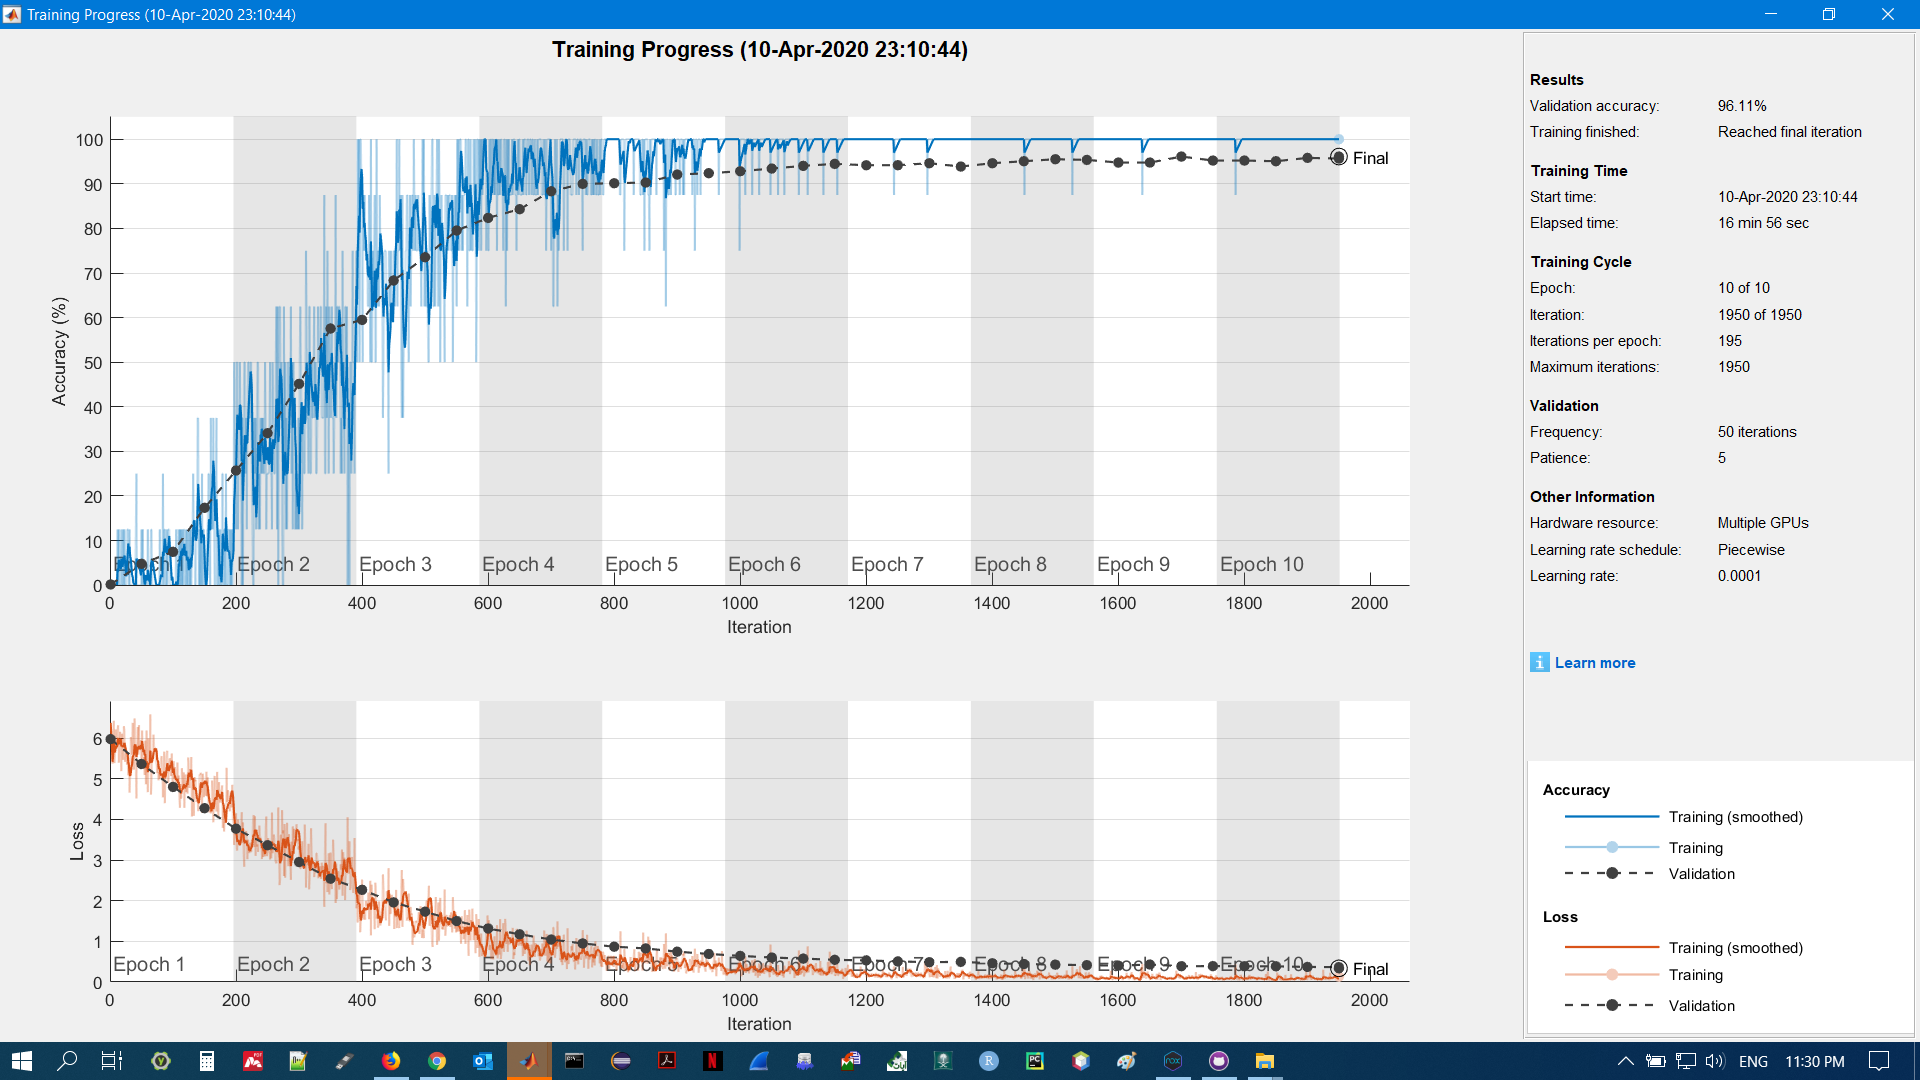 Training Progress (10-Apr-2020 23:10:44)
Training Progress (10-Apr-2020 23:10:44)
100
90
80
70
60
50
40
30
20
10
0
Accuracy (%)
Final
Epoch 1
Epoch 2
Epoch 3
Epoch 4
Epoch 5
Epoch 6
Epoch 7
Epoch 8
Epoch 9
Epoch 10
0 200 400 600 800 1000 1200 1400 1600 1800 2000
Iteration
6
5
4
3
2
1
0
Loss
Final
Epoch 1
Epoch 2
Epoch 3
Epoch 4
Epoch 5
Epoch 6
Epoch 7
Epoch 8
Epoch 9
Epoch 10
0 200 400 600 800 1000 1200 1400 1600 1800 2000
Iteration
Results
Validation accuracy: 96.11%
Training finished: Reached final iteration
Training Time
Start time: 10-Apr-2020 23:10:44
Elapsed time: 16 min 56 sec
Training Cycle
Epoch: 10 of 10
Iteration: 1950 of 1950
Iterations per epoch: 195
Maximum iterations: 1950
Validation
Frequency: 50 iterations
Patience: 5
Other Information
Hardware resource: Multiple GPUs
Learning rate schedule: Piecewise
Learning rate: 0.0001
Learn more
Accuracy
Training (smoothed)
Training
Validation
Loss
Training (smoothed)
Training
Validation
ENG 11:30 PM